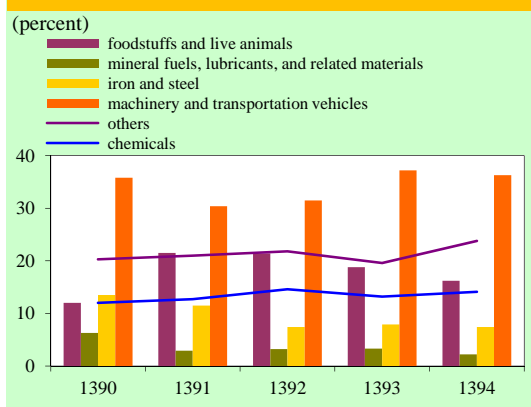 (percent)
foodstuffs and live animals
mineral fuels, lubricants, and related materials
iron and steel
machinery and transportation vehicles
others
chemicals
40
30
20
10
0
1390 1391 1392 1393 1394